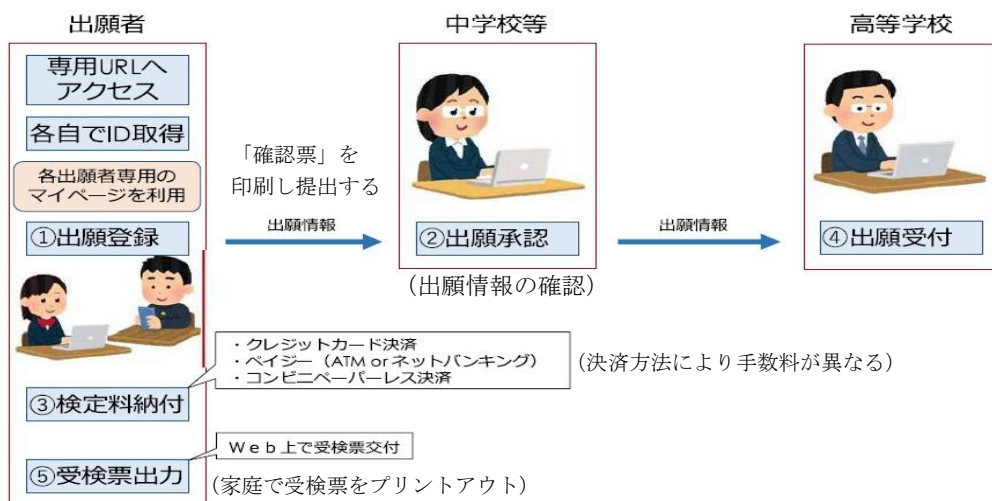 出願者
中学校等
高等学校
専用URLへ
アクセス
各自でID取得
各出願者専用の
マイページを利用
①出願登録
「確認票」を
印刷し提出する
出願情報
②出願承認
(出願情報の確認)
出願情報
④出願受付
・クレジットカード決済
・ペイジー(ATM or ネットバンキング)
・コンビニペーパーレス決済
(決済方法により手数料が異なる)
③検定料納付
Web上で受検票交付
⑤受検票出力
(家庭で受検票をプリントアウト)